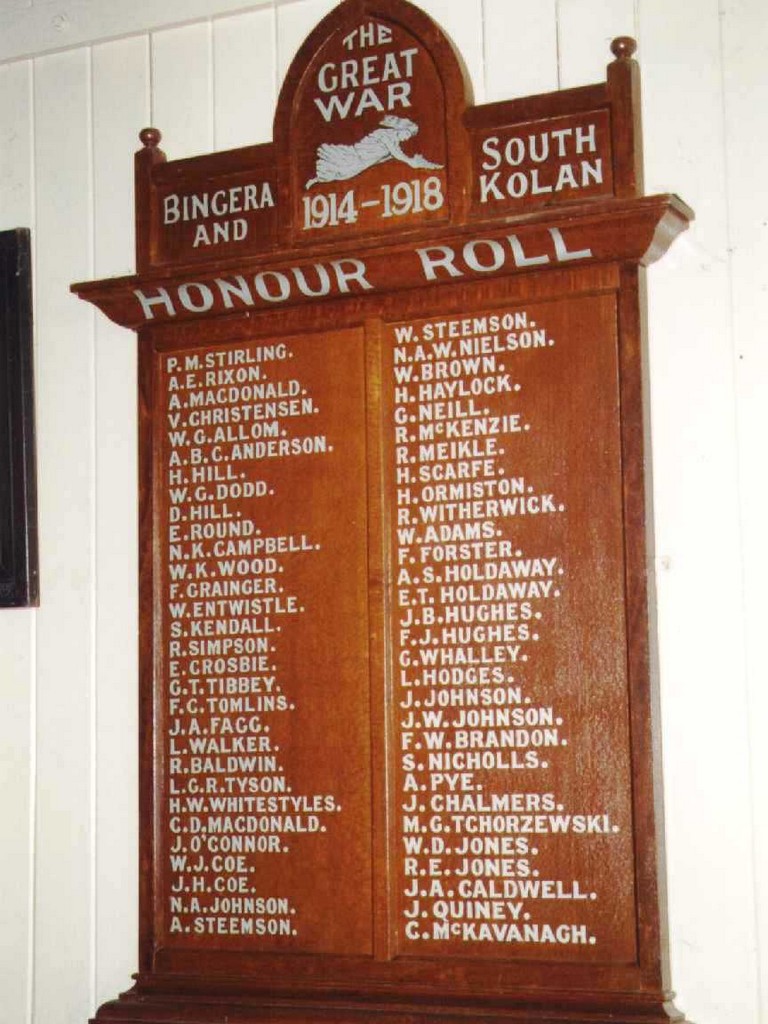 THE
GREAT
WAR
1914-1918
BINGERA
AND
SOUTH
KOLAN
HONOUR ROLL
P.M.STIRLING.
A.E.RIXON.
A.MACDONALD.
V.CHRISTENSEN.
W.G.ALLOM.
A.B.C.ANDERSON.
H.HILL.
W.G.DODD.
D.HILL.
E.ROUND.
N.K.CAMPBELL.
W.K.WOOD.
F.GRAINGER.
W.ENTWISTLE.
S.KENDALL.
R.SIMPSON.
E.CROSBIE.
G.T.TIBBEY.
F.C.TOMLINS.
J.A.FAGG.
L.WALKER.
R.BALDWIN.
L.G.R.TYSON.
H.W.WHITESTYLES.
C.D.MACDONALD.
J.O'CONNOR.
W.J.COE.
J.H.COE.
N.A.JOHNSON.
A.STEEMSON.
W.STEEMSON.
N.A.W.NIELSON.
W.BROWN.
H.HAYLOCK.
G.NEILL.
R.McKENZIE.
R.MEIKLE.
H.SCARFE.
H.ORMISTON.
R.WITHERWICK.
W.ADAMS.
F.FORSTER.
A.S.HOLDAWAY.
E.T.HOLDAWAY.
J.B.HUGHES.
F.J.HUGHES.
G.WHALLEY.
L.HODGES.
J.JOHNSON.
J.W.JOHNSON.
F.W.BRANDON.
S.NICHOLLS.
A.PYE.
J.CHALMERS.
M.G.TCHORZEWSKI.
W.D.JONES.
R.E.JONES.
J.A.CALDWELL.
J.QUINEY.
C.McKAVANAGH.